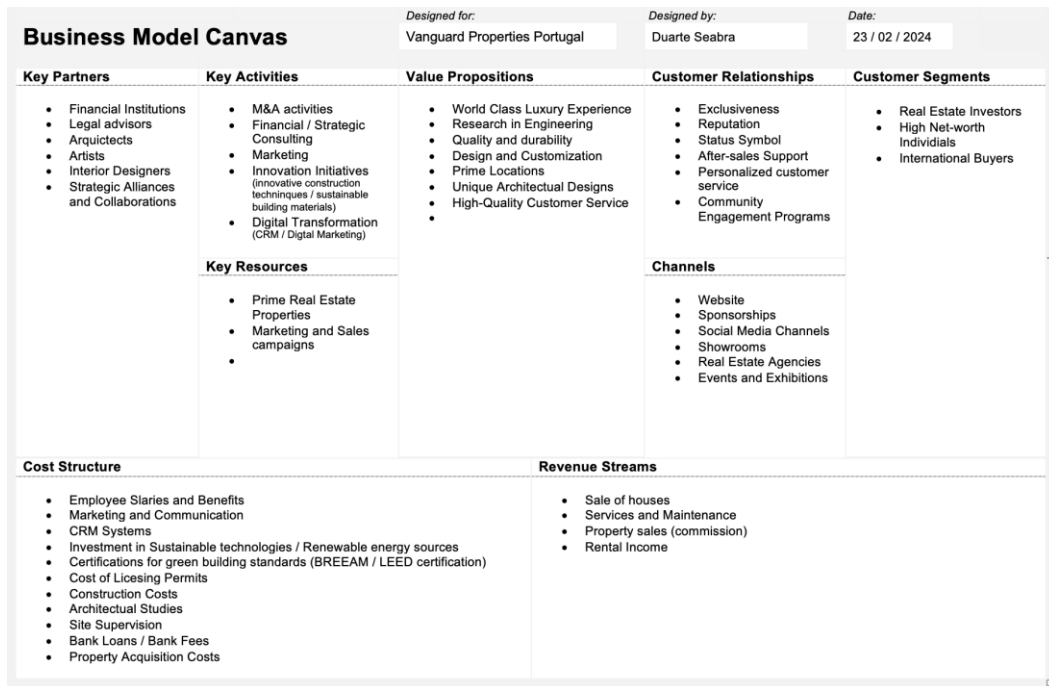 Designed for:
Designed by:
Date:
Business Model Canvas
Vanguard Properties Portugal
Duarte Seabra
23 / 02 / 2024
Key Partners
• Financial Institutions
• Legal advisors
• Arquictects
• Artists
• Interior Designers
• Strategic Alliances
and Collaborations
Key Activities
• M&A activities
• Financial / Strategic
Consulting
• Marketing
• Innovation Initiatives
(innovative construction
techninques / sustainable
building materials)
• Digital Transformation
(CRM / Digtal Marketing)
Key Resources
• Prime Real Estate
Properties
• Marketing and Sales
campaigns
•
Value Propositions
• World Class Luxury Experience
• Research in Engineering
• Quality and durability
• Design and Customization
• Prime Locations
• Unique Architectual Designs
• High-Quality Customer Service
•
Customer Relationships
• Exclusiveness
• Reputation
• Status Symbol
• After-sales Support
• Personalized customer
service
• Community
Engagement Programs
Channels
• Website
• Sponsorships
• Social Media Channels
• Showrooms
• Real Estate Agencies
• Events and Exhibitions
Customer Segments
• Real Estate Investors
• High Net-worth
Individials
• International Buyers
Cost Structure
• Employee Slaries and Benefits
• Marketing and Communication
• CRM Systems
• Investment in Sustainable technologies / Renewable energy sources
• Certifications for green building standards (BREEAM / LEED certification)
• Cost of Licesing Permits
• Construction Costs
• Architectual Studies
• Site Supervision
• Bank Loans / Bank Fees
• Property Acquisition Costs
Revenue Streams
• Sale of houses
• Services and Maintenance
• Property sales (commission)
• Rental Income